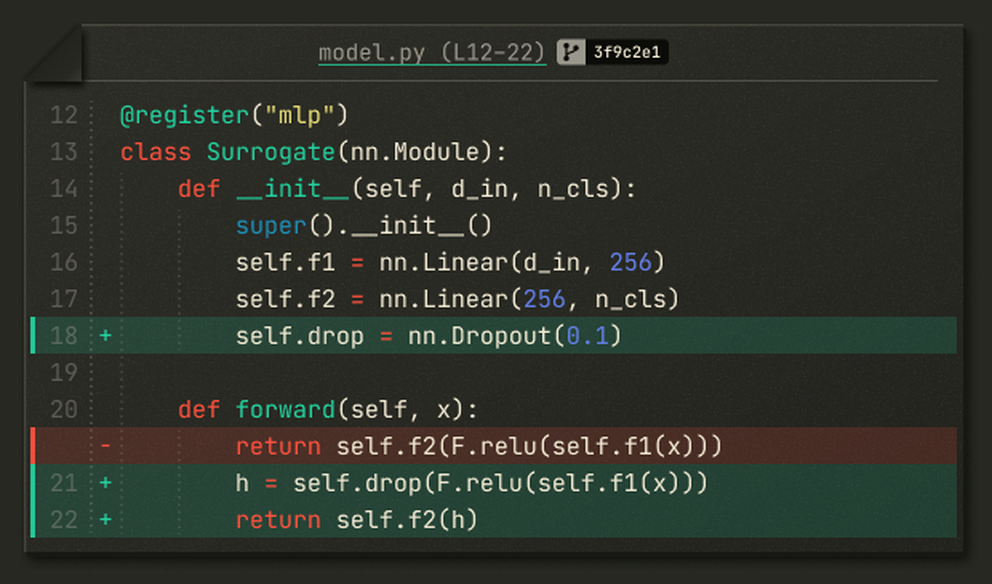 model.py (L12–22) 3f9c2e1
12 @register("mlp")
13 class Surrogate(nn.Module):
14     def __init__(self, d_in, n_cls):
15         super().__init__()
16         self.f1 = nn.Linear(d_in, 256)
17         self.f2 = nn.Linear(256, n_cls)
18 +         self.drop = nn.Dropout(0.1)
19
20     def forward(self, x):
-         return self.f2(F.relu(self.f1(x)))
21 +         h = self.drop(F.relu(self.f1(x)))
22 +         return self.f2(h)